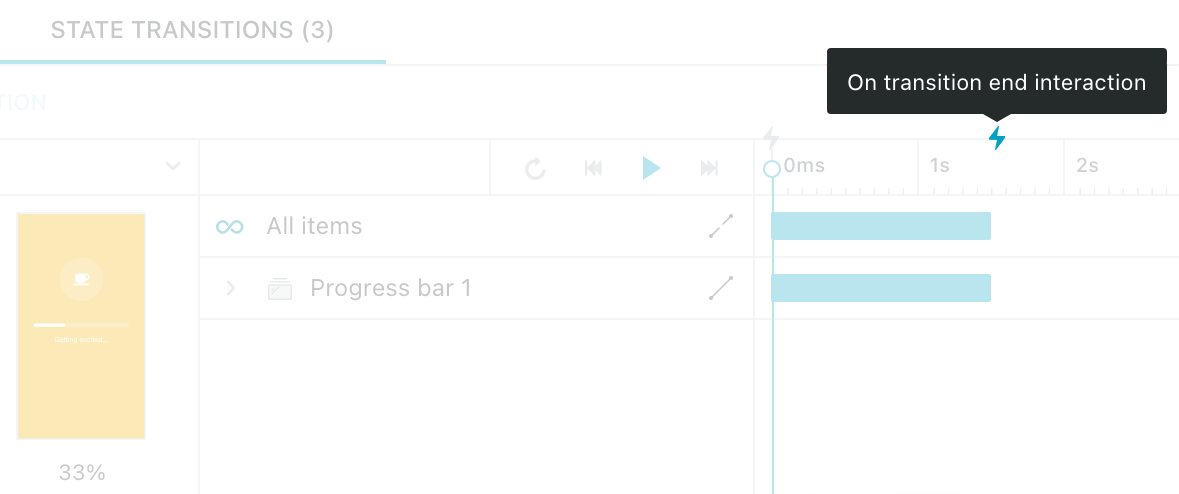 STATE TRANSITIONS (3)
On transition end interaction
TION
0ms 1s 2s
All items
Progress bar 1
Getting started...
33%